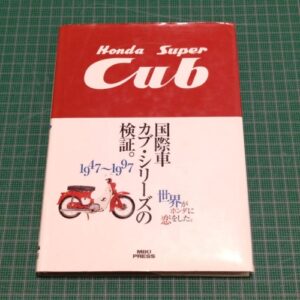 Honda Super
Cub
国際車
カブ・シリーズの
検証。
1947〜1997
世界が
ホンダに
恋をした。
MIKI
PRESS